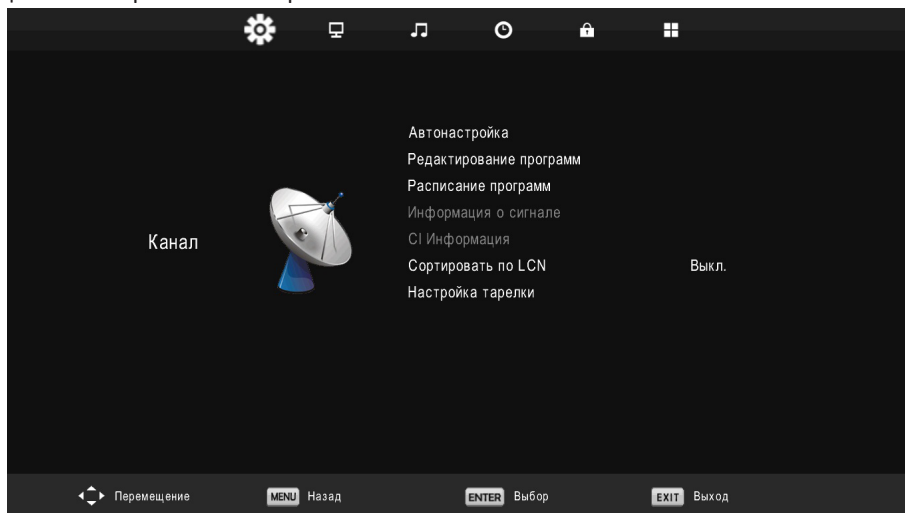 Автонастройка
Редактирование программ
Расписание программ
Информация о сигнале
Канал
CI Информация
Сортировать по LCN Выкл.
Настройка тарелки
Перемещение MENU Назад ENTER Выбор EXIT Выход